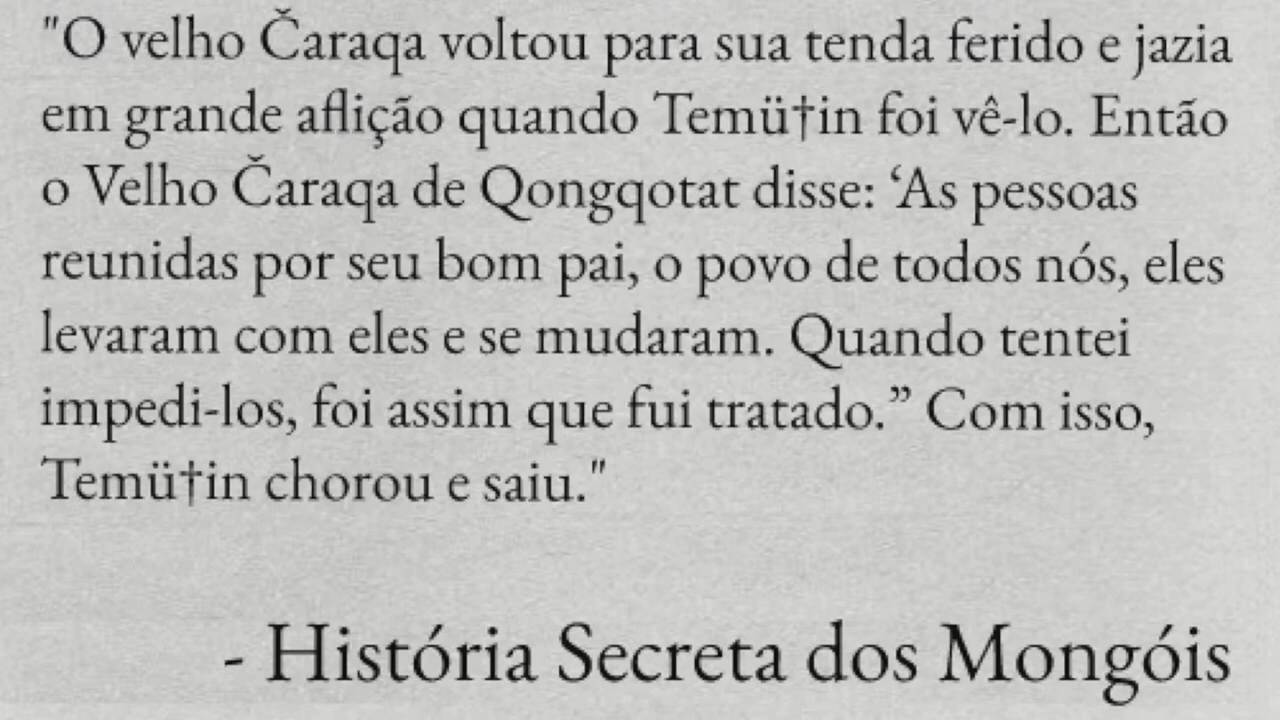 "O velho Čaraqa voltou para sua tenda ferido e jazia
em grande aflição quando Temü†in foi vê-lo. Então
o Velho Čaraqa de Qongqotat disse: ‘As pessoas
reunidas por seu bom pai, o povo de todos nós, eles
levaram com eles e se mudaram. Quando tentei
impedi-los, foi assim que fui tratado.” Com isso,
Temü†in chorou e saiu."
- História Secreta dos Mongóis